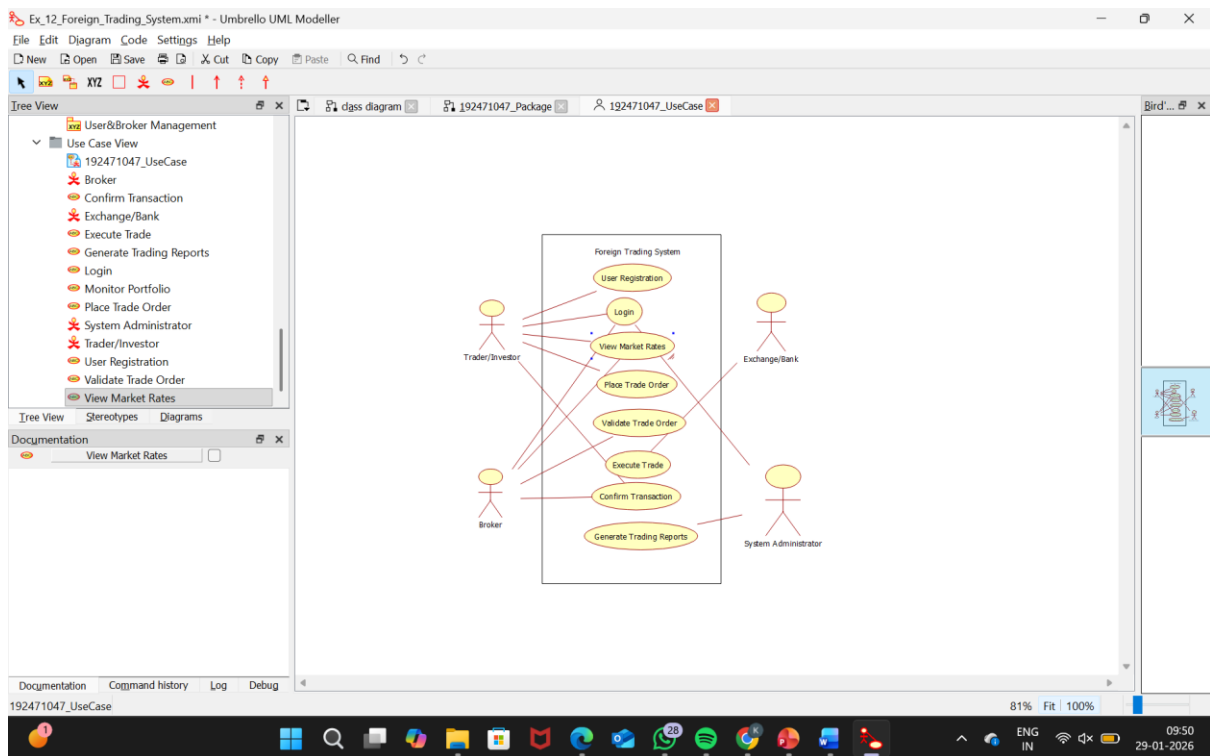 Ex_12_Foreign_Trading_System.xmi * - Umbrello UML Modeller
File Edit Diagram Code Settings Help
New Open Save Cut Copy Paste Find
XYZ
Tree View
class diagram 192471047_Package 192471047_UseCase
Bird'...
User&Broker Management
Use Case View
192471047_UseCase
Broker
Confirm Transaction
Exchange/Bank
Execute Trade
Generate Trading Reports
Login
Monitor Portfolio
Place Trade Order
System Administrator
Trader/Investor
User Registration
Validate Trade Order
View Market Rates
Tree View Stereotypes Diagrams
Documentation
View Market Rates
Foreign Trading System
User Registration
Login
View Market Rates
Trader/Investor
Exchange/Bank
Place Trade Order
Validate Trade Order
Execute Trade
Confirm Transaction
Broker
Generate Trading Reports
System Administrator
Documentation Command history Log Debug
192471047_UseCase
81% Fit 100%
1
28
ENG
IN
09:50
29-01-2026